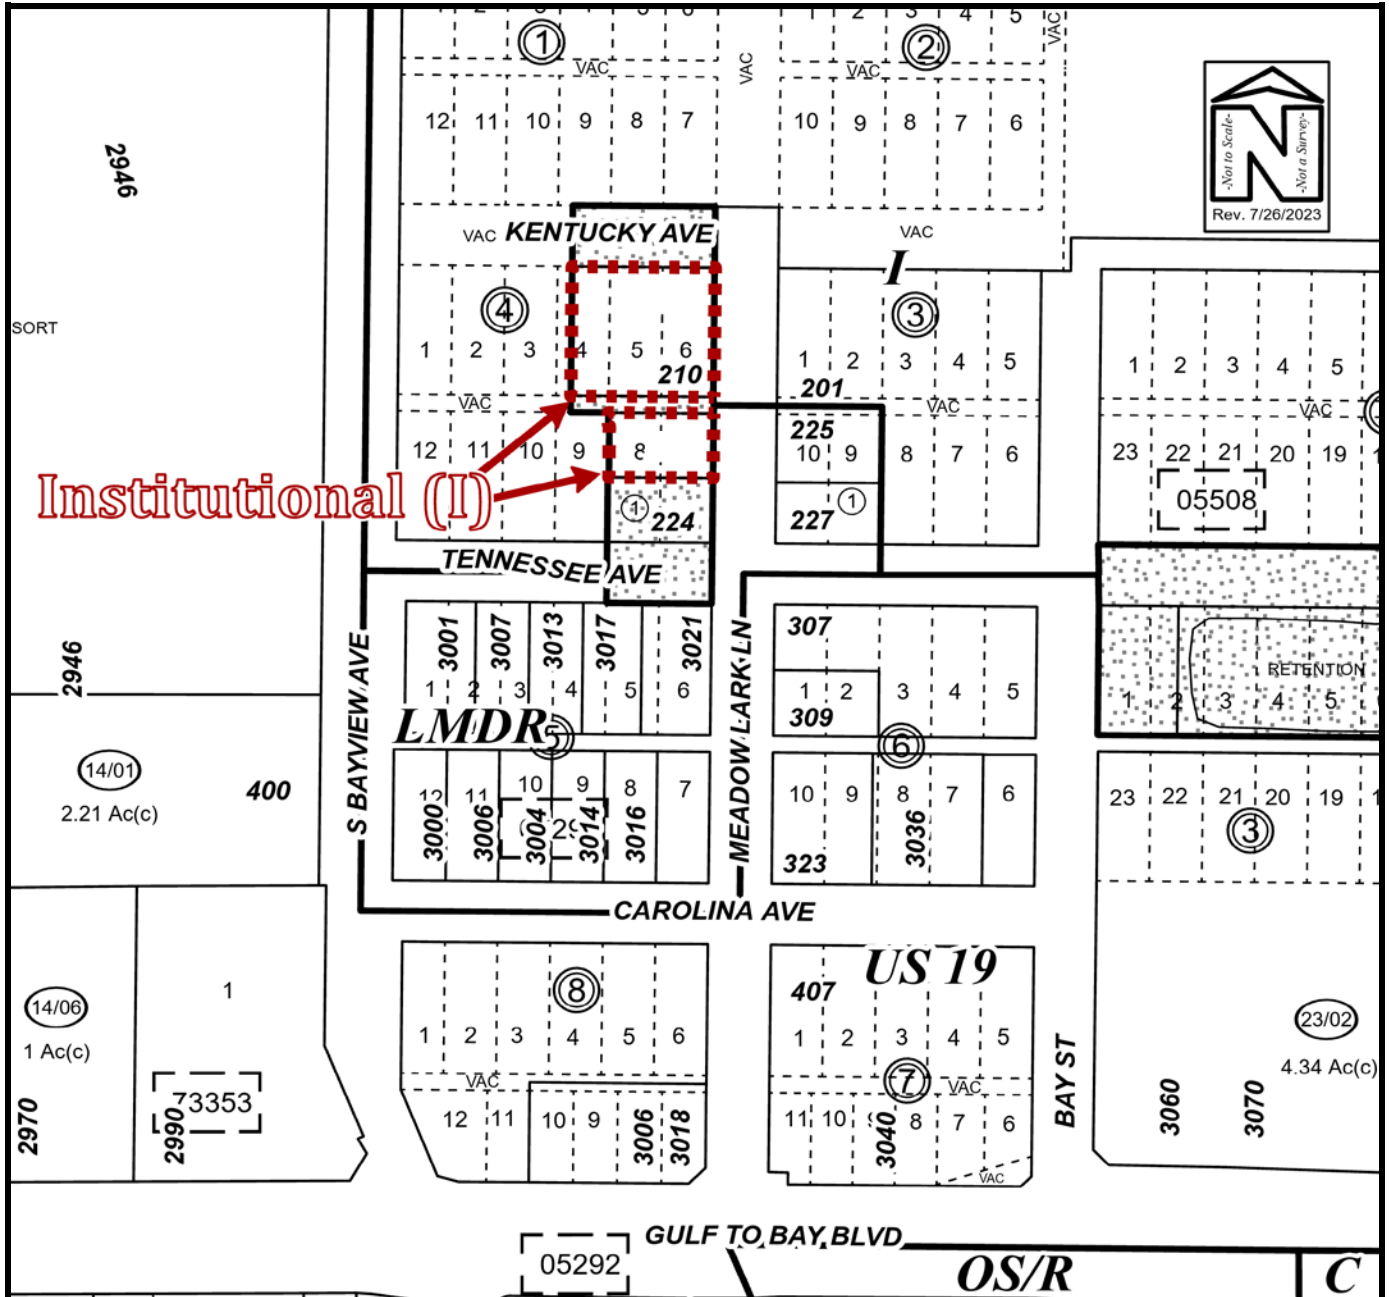 1 2 3 4 5
VAC
1
2
VAC
VAC
VAC
12 11 10 9 8 7
10 9 8 7 6
-Not to Scale-
N
-Not a Survey-
Rev. 7/26/2023
2946
VAC KENTUCKY AVE
VAC
I
4
3
SORT
1 2 3 4 5 6
210
1 2 3 4 5
201
1 2 3 4 5
VAC
VAC
VAC
225
12 11 10 9 8
10 9 8 7 6
23 22 21 20 19
Institutional (I)
05508
1
224
1
227
TENNESSEE AVE
3001 3007 3013 3017 3021
307
2946
S BAYVIEW AVE
MEADOW LARK LN
RETENTION
1 2 3 4 5 6
1 2 3 4 5
1 2 3 4 5
309
LMDR
5
6
14/01
2.21 Ac(c)
400
12 11 10 9 8 7
10 9 8 7 6
23 22 21 20 19
3000 3006 3004 3014 3016
3036
3
323
CAROLINA AVE
US 19
407
8
14/06
1 Ac(c)
1
1 2 3 4 5 6
1 2 3 4 5
23/02
4.34 Ac(c)
VAC
7
VAC
BAY ST
73353
2970
2990
12 11 10 9
3006 3018
11 10 8 7 6
3040
3060 3070
VAC
GULF TO BAY BLVD
05292
OS/R
C